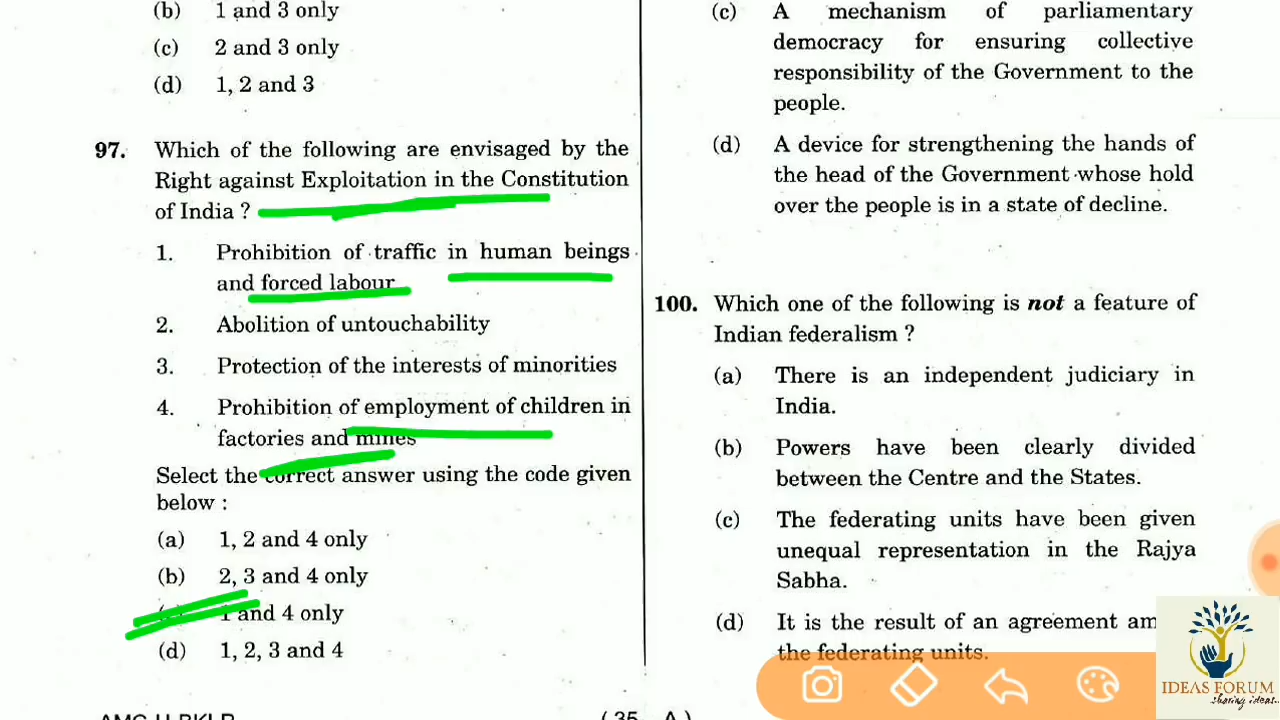 (b) 1 and 3 only
(c) 2 and 3 only
(d) 1, 2 and 3
97. Which of the following are envisaged by the
Right against Exploitation in the Constitution
of India ?
1. Prohibition of traffic in human beings
and forced labour
2. Abolition of untouchability
3. Protection of the interests of minorities
4. Prohibition of employment of children in
factories and mines
Select the correct answer using the code given
below :
(a) 1, 2 and 4 only
(b) 2, 3 and 4 only
1 and 4 only
(d) 1, 2, 3 and 4
(c) A mechanism of parliamentary
democracy for ensuring collective
responsibility of the Government to the
people.
(d) A device for strengthening the hands of
the head of the Government whose hold
over the people is in a state of decline.
100. Which one of the following is not a feature of
Indian federalism ?
(a) There is an independent judiciary in
India.
(b) Powers have been clearly divided
between the Centre and the States.
(c) The federating units have been given
unequal representation in the Rajya
Sabha.
(d) It is the result of an agreement am
the federating units.
( 35 A )
IDEAS FORUM
sharing ideas